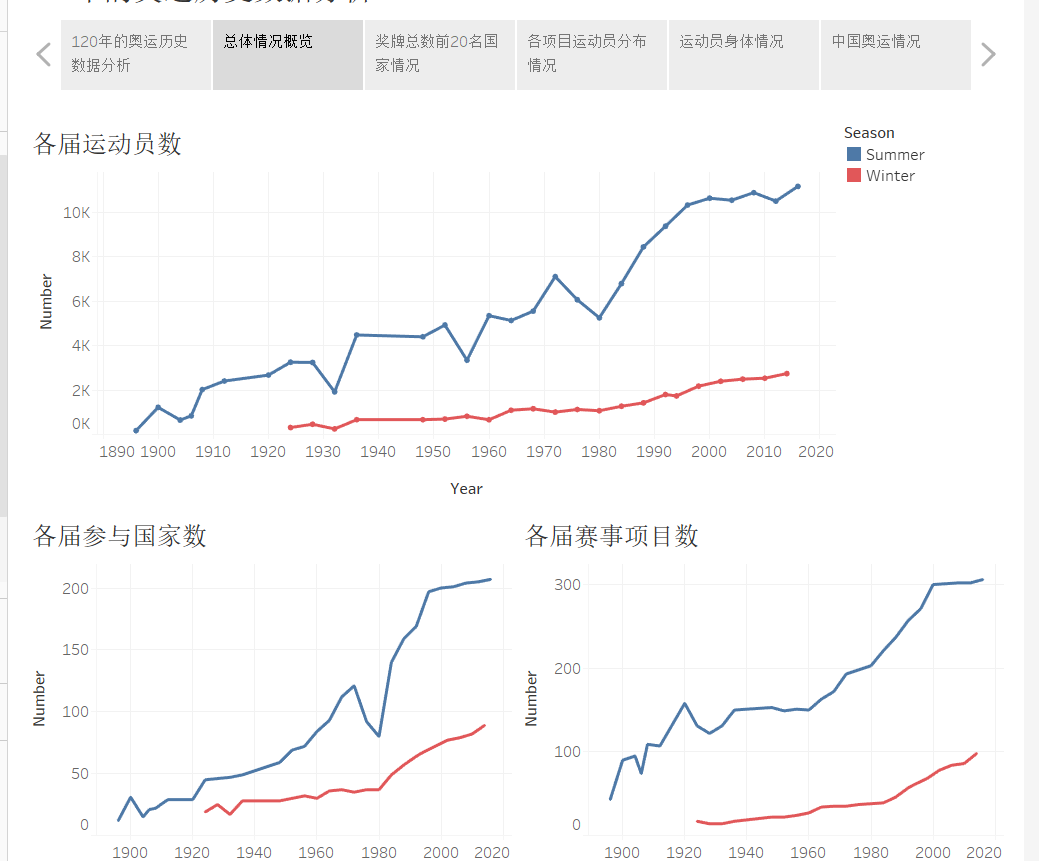 120年的奥运历史
数据分析
总体情况概览
奖牌总数前20名国
家情况
各项目运动员分布
情况
运动员身体情况
中国奥运情况
各届运动员数
Season
Summer
Winter
10K
8K
6K
4K
2K
0K
Number
1890 1900 1910 1920 1930 1940 1950 1960 1970 1980 1990 2000 2010 2020
Year
各届参与国家数
200
150
100
50
0
Number
1900 1920 1940 1960 1980 2000 2020
各届赛事项目数
300
200
100
0
Number
1900 1920 1940 1960 1980 2000 2020